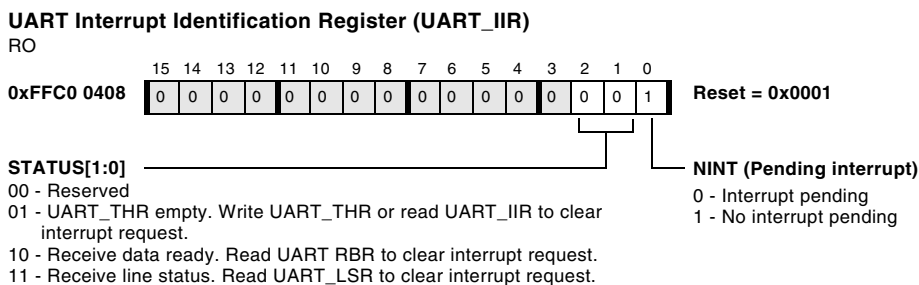 UART Interrupt Identification Register (UART_IIR)
RO
15 14 13 12 11 10 9 8 7 6 5 4 3 2 1 0
0xFFC0 0408 0 0 0 0 0 0 0 0 0 0 0 0 0 0 0 1 Reset = 0x0001
STATUS[1:0]
00 - Reserved
01 - UART_THR empty. Write UART_THR or read UART_IIR to clear
interrupt request.
10 - Receive data ready. Read UART RBR to clear interrupt request.
11 - Receive line status. Read UART_LSR to clear interrupt request.
NINT (Pending interrupt)
0 - Interrupt pending
1 - No interrupt pending